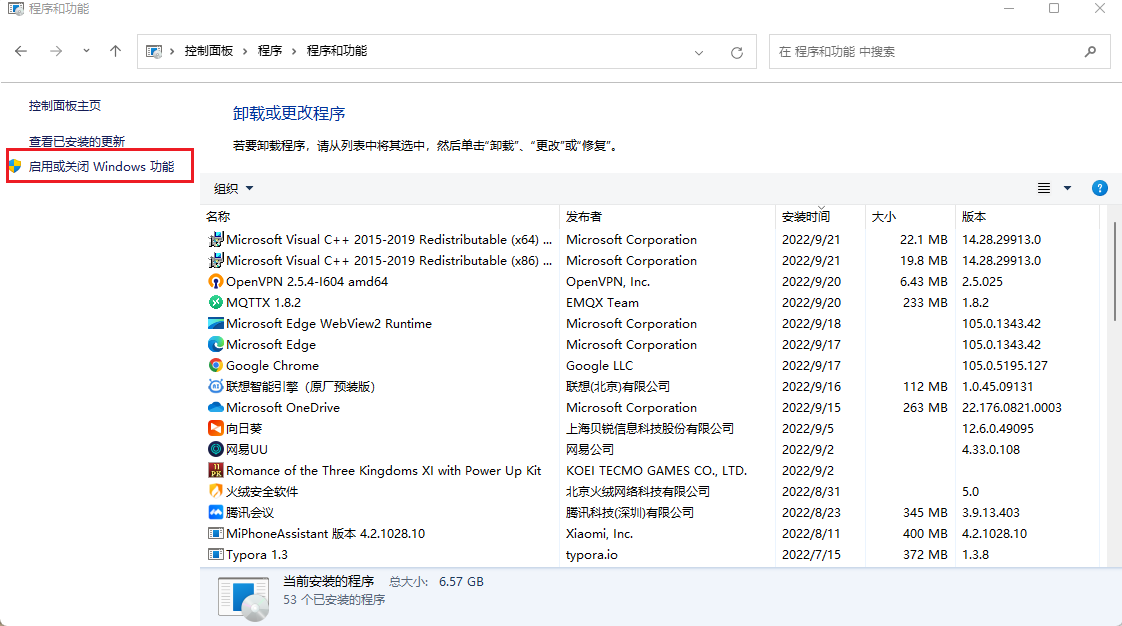 程序和功能
控制面板 程序 程序和功能
在 程序和功能 中搜索
控制面板主页
查看已安装的更新
启用或关闭 Windows 功能
卸载或更改程序
若要卸载程序，请从列表中将其选中，然后单击“卸载”、“更改”或“修复”。
组织
名称 发布者 安装时间 大小 版本
Microsoft Visual C++ 2015-2019 Redistributable (x64) ... Microsoft Corporation 2022/9/21 22.1 MB 14.28.29913.0
Microsoft Visual C++ 2015-2019 Redistributable (x86) ... Microsoft Corporation 2022/9/21 19.8 MB 14.28.29913.0
OpenVPN 2.5.4-I604 amd64 OpenVPN, Inc. 2022/9/20 6.43 MB 2.5.025
MQTTX 1.8.2 EMQX Team 2022/9/20 233 MB 1.8.2
Microsoft Edge WebView2 Runtime Microsoft Corporation 2022/9/18 105.0.1343.42
Microsoft Edge Microsoft Corporation 2022/9/17 105.0.1343.42
Google Chrome Google LLC 2022/9/17 105.0.5195.127
联想智能引擎（原厂预装版） 联想(北京)有限公司 2022/9/16 112 MB 1.0.45.09131
Microsoft OneDrive Microsoft Corporation 2022/9/15 263 MB 22.176.0821.0003
向日葵 上海贝锐信息科技股份有限公司 2022/9/5 12.6.0.49095
网易UU 网易公司 2022/9/2 4.33.0.108
Romance of the Three Kingdoms XI with Power Up Kit KOEI TECMO GAMES CO., LTD. 2022/9/2
火绒安全软件 北京火绒网络科技有限公司 2022/8/31 5.0
腾讯会议 腾讯科技(深圳)有限公司 2022/8/23 345 MB 3.9.13.403
MiPhoneAssistant 版本 4.2.1028.10 Xiaomi, Inc. 2022/8/11 400 MB 4.2.1028.10
Typora 1.3 typora.io 2022/7/15 372 MB 1.3.8
当前安装的程序 总大小: 6.57 GB
53 个已安装的程序